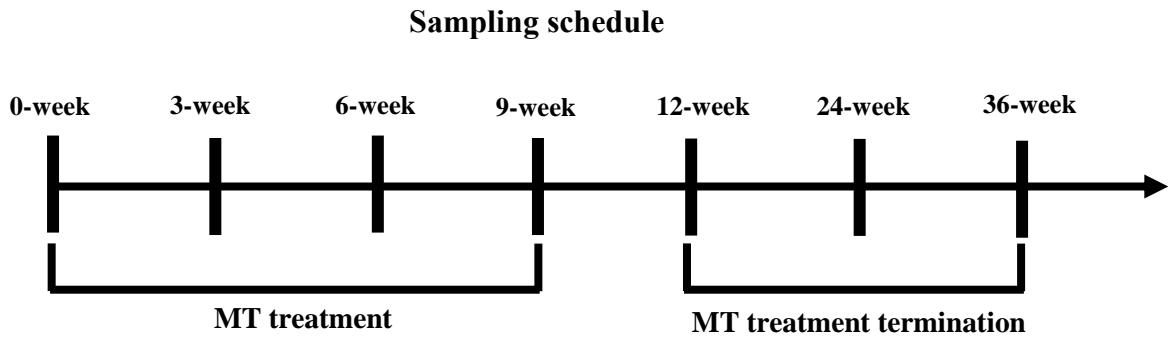 Sampling schedule
0-week 3-week 6-week 9-week 12-week 24-week 36-week
MT treatment MT treatment termination